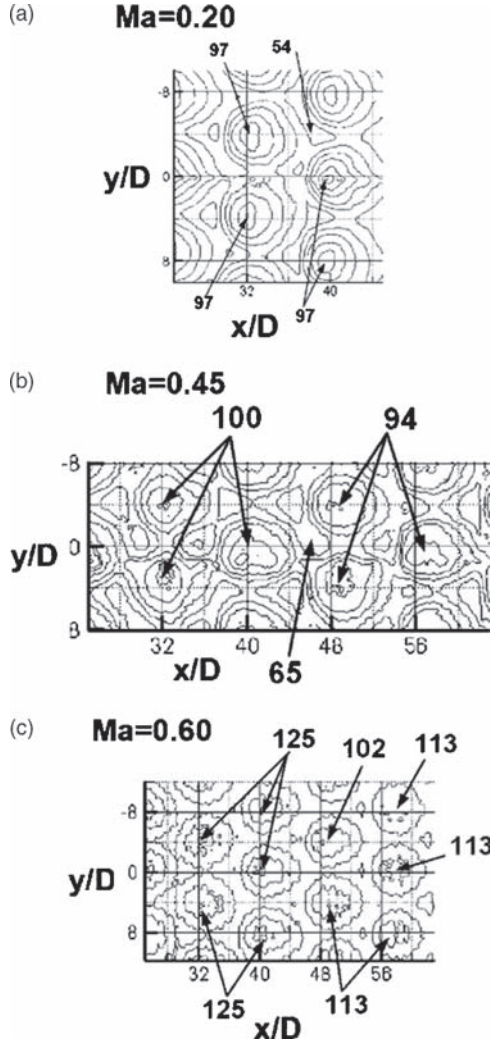 (a)
Ma=0.20
97 54
-8
y/D 0
8
97 32 97 40
x/D
(b)
Ma=0.45
100 94
-8
y/D 0
8
32 40 48 56
x/D 65
(c)
Ma=0.60
125 102 113
-8
113
y/D 0
8
32 40 48 56
125 113
x/D